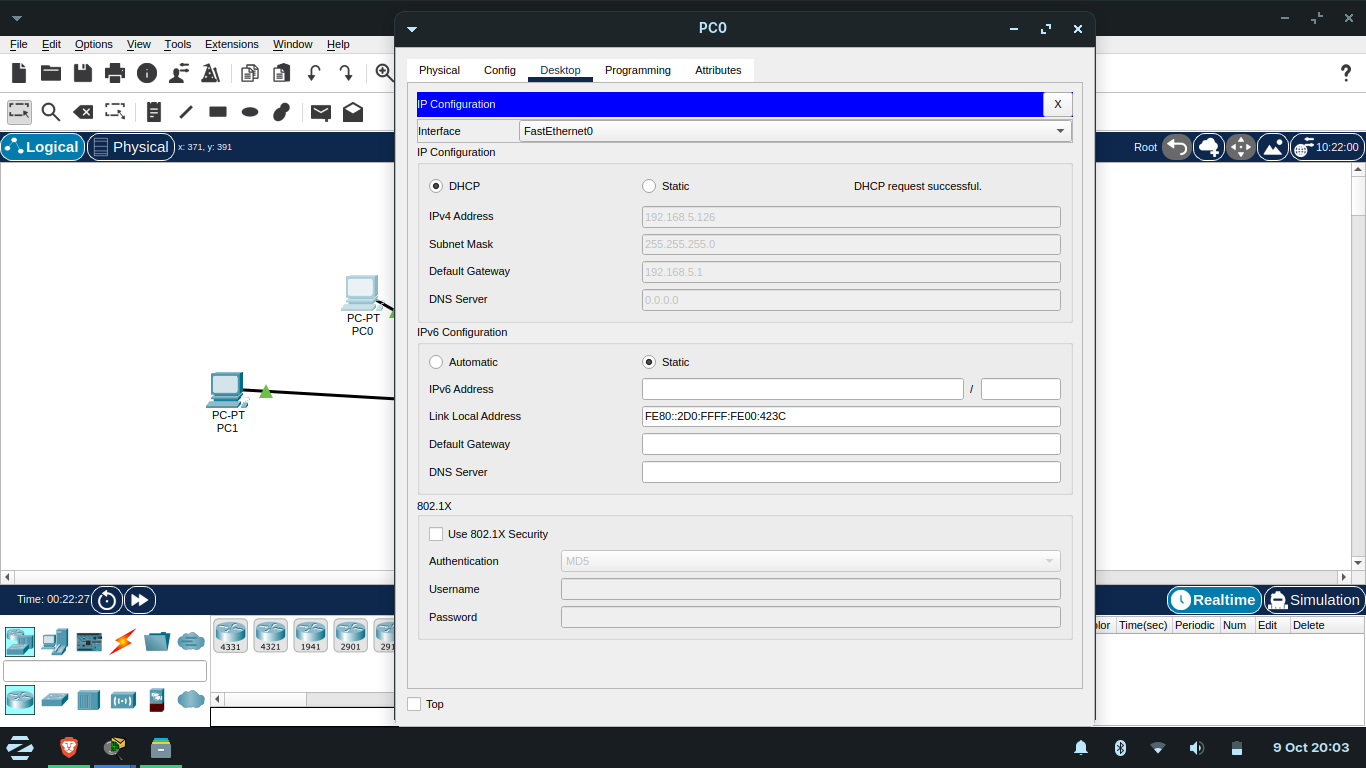 PC0
File Edit Options View Tools Extensions Window Help
Physical Config Desktop Programming Attributes
IP Configuration X
Interface FastEthernet0
Logical Physical x: 371, y: 391
Root 10:22:00
IP Configuration
DHCP Static DHCP request successful.
IPv4 Address 192.168.5.126
Subnet Mask 255.255.255.0
Default Gateway 192.168.5.1
DNS Server 0.0.0.0
PC-PT
PC0
IPv6 Configuration
Automatic Static
IPv6 Address /
Link Local Address FE80::2D0:FFFF:FE00:423C
Default Gateway
DNS Server
PC-PT
PC1
802.1X
Use 802.1X Security
Authentication MD5
Username
Password
Time: 00:22:27
Realtime Simulation
Time(sec) Periodic Num Edit Delete
4331 4321 1941 2901
Top
9 Oct 20:03